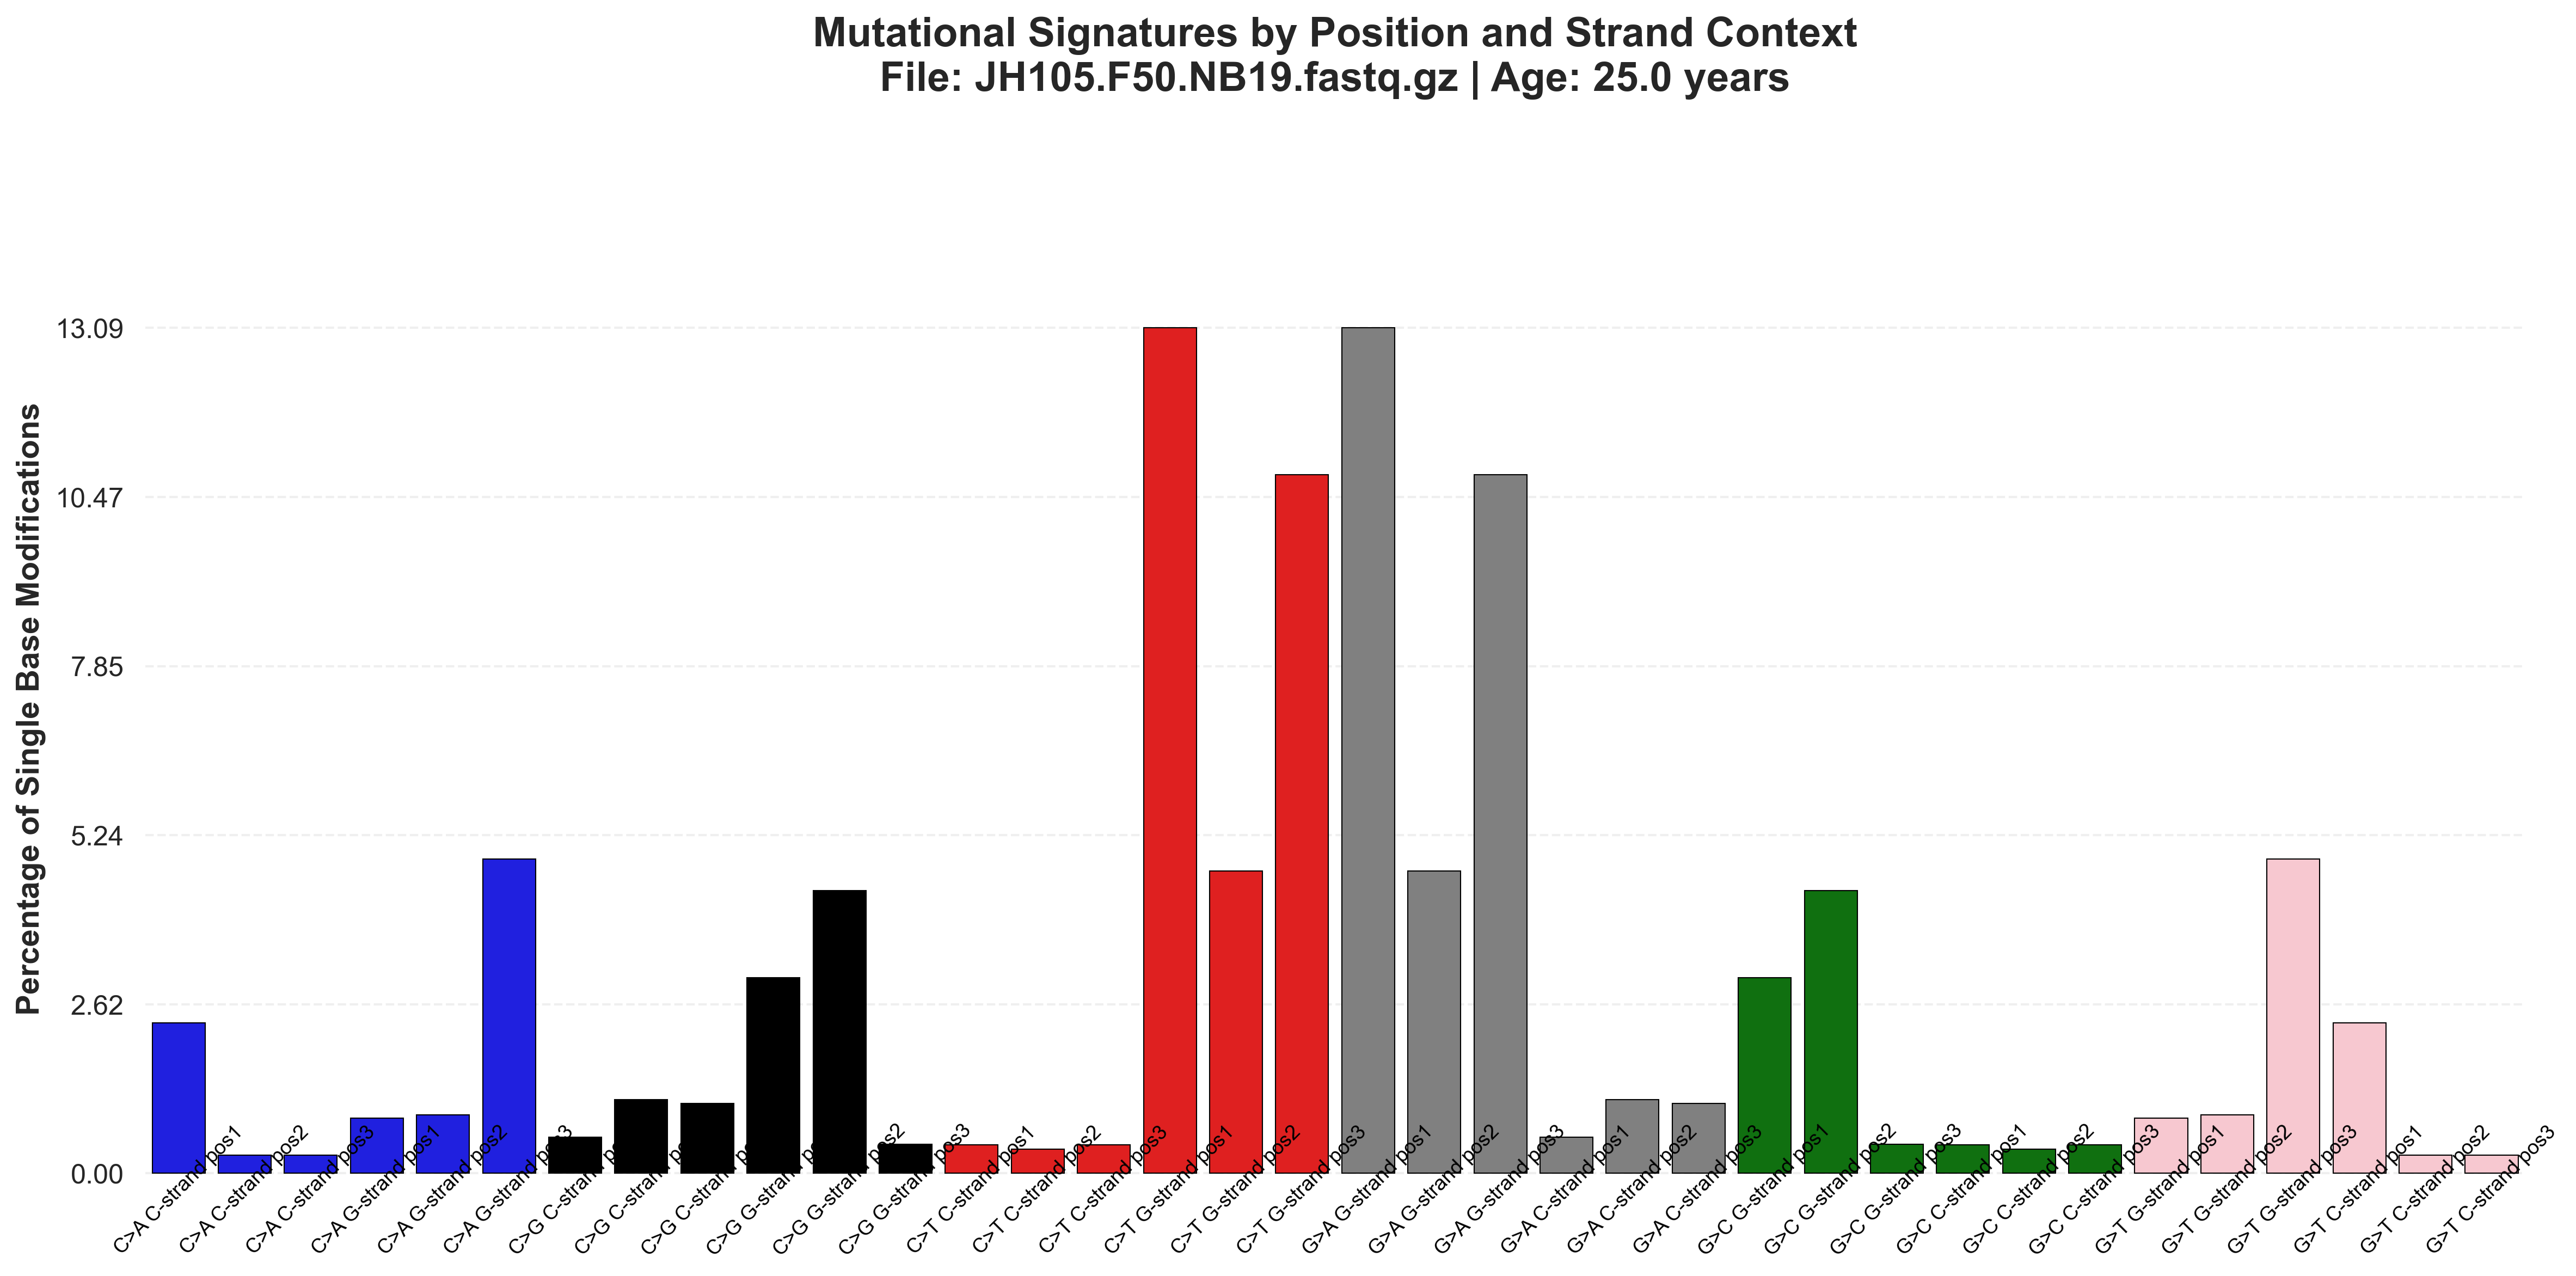 Mutational Signatures by Position and Strand Context
File: JH105.F50.NB19.fastq.gz | Age: 25.0 years
Percentage of Single Base Modifications
13.09
10.47
7.85
5.24
2.62
0.00
C>A C-strand pos1
C>A C-strand pos2
C>A C-strand pos3
C>A G-strand pos1
C>A G-strand pos2
C>A G-strand pos3
C>G C-strand pos1
C>G C-strand pos2
C>G C-strand pos3
C>G G-strand pos1
C>G G-strand pos2
C>G G-strand pos3
C>T C-strand pos1
C>T C-strand pos2
C>T C-strand pos3
C>T G-strand pos1
C>T G-strand pos2
C>T G-strand pos3
G>A G-strand pos1
G>A G-strand pos2
G>A G-strand pos3
G>A C-strand pos1
G>A C-strand pos2
G>A C-strand pos3
G>C G-strand pos1
G>C G-strand pos2
G>C G-strand pos3
G>C C-strand pos1
G>C C-strand pos2
G>C C-strand pos3
G>T G-strand pos1
G>T G-strand pos2
G>T G-strand pos3
G>T C-strand pos1
G>T C-strand pos2
G>T C-strand pos3